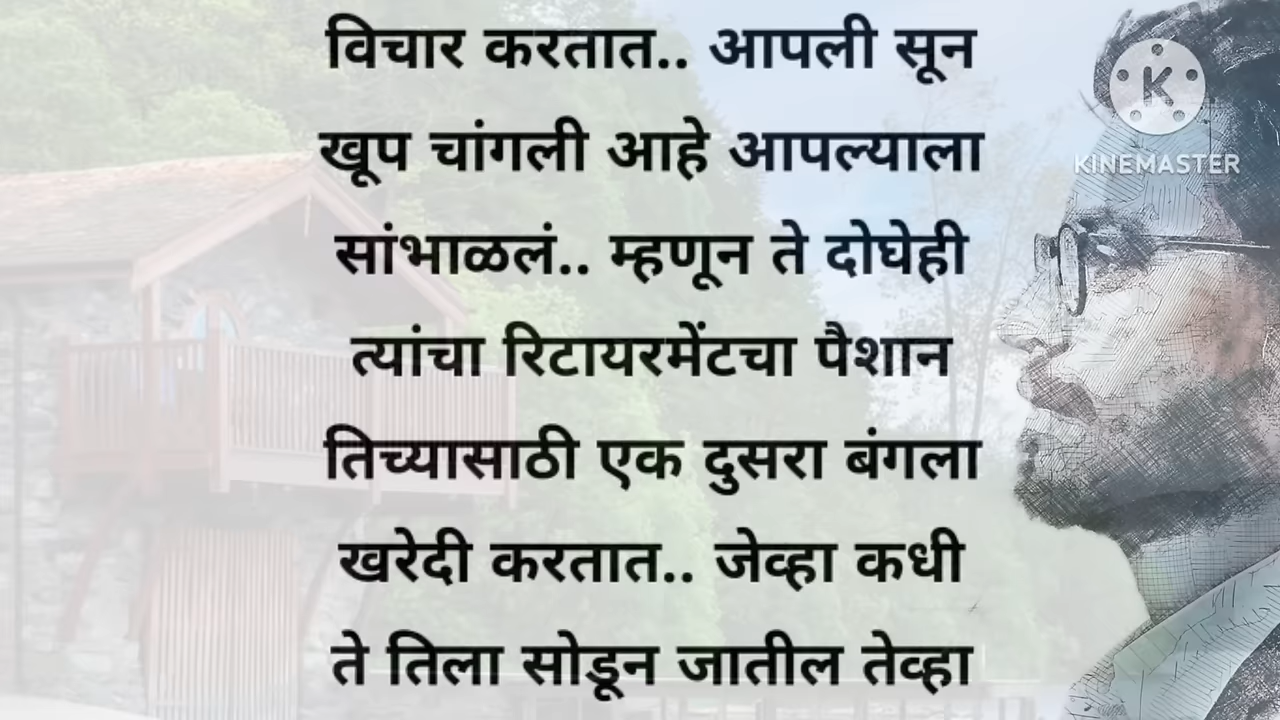 विचार करतात.. आपली सून
खूप चांगली आहे आपल्याला
सांभाळलं.. म्हणून ते दोघेही
त्यांचा रिटायरमेंटचा पैशान
तिच्यासाठी एक दुसरा बंगला
खरेदी करतात.. जेव्हा कधी
ते तिला सोडून जातील तेव्हा
K
KINEMASTER